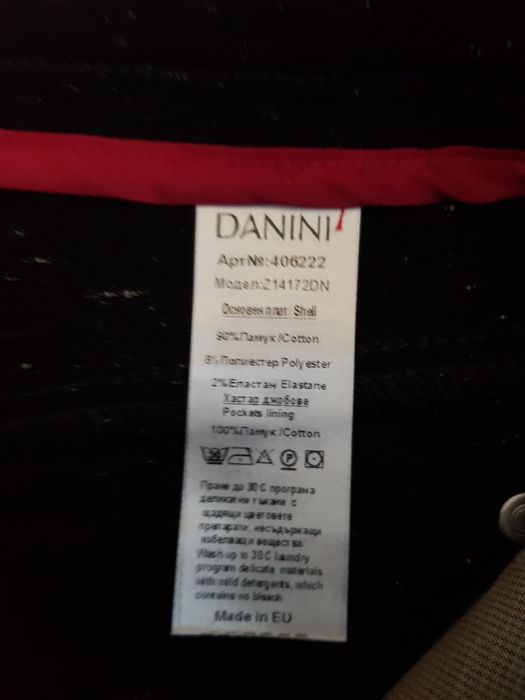 DANINI
Арт№:406222
Модел:Z14172DN
Основен плат: Shell
90%Памук/Cotton
8%Полиестер Polyester
2%Еластан Elastane
Хастар джобове
Pockets lining
100%Памук/Cotton
30 P
Пране до 30 C програма
деликатни тъкани с
щадящи цветовете
препарати, несъдържащи
избелващи вещества
Wash up to 30C laundry
program delicate materials
with mild detergents, which
contains no bleach
Made in EU